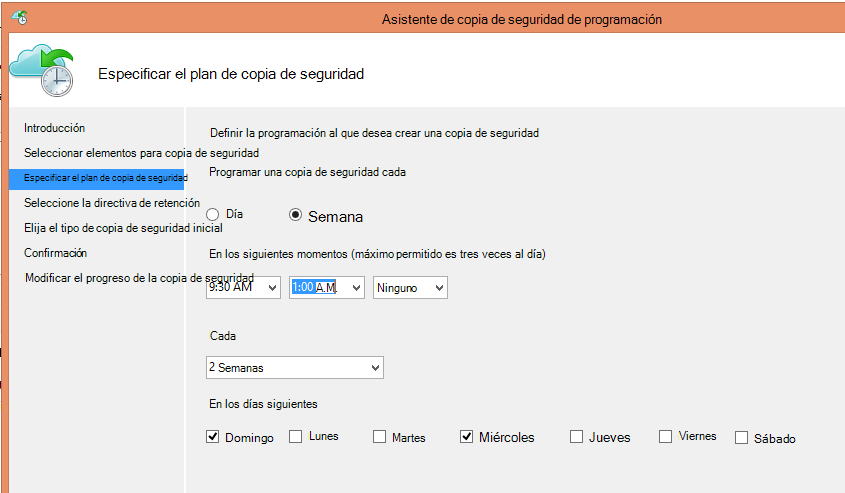 Asistente de copia de seguridad de programación
Especificar el plan de copia de seguridad
Introducción
Seleccionar elementos para copia de seguridad
Especificar el plan de copia de seguridad
Seleccione la directiva de retención
Elija el tipo de copia de seguridad inicial
Confirmación
Modificar el progreso de la copia de seguridad
Definir la programación al que desea crear una copia de seguridad
Programar una copia de seguridad cada
Día Semana
En los siguientes momentos (máximo permitido es tres veces al día)
9:30 AM 1:00 A.M. Ninguno
Cada
2 Semanas
En los días siguientes
Domingo Lunes Martes Miércoles Jueves Viernes Sábado